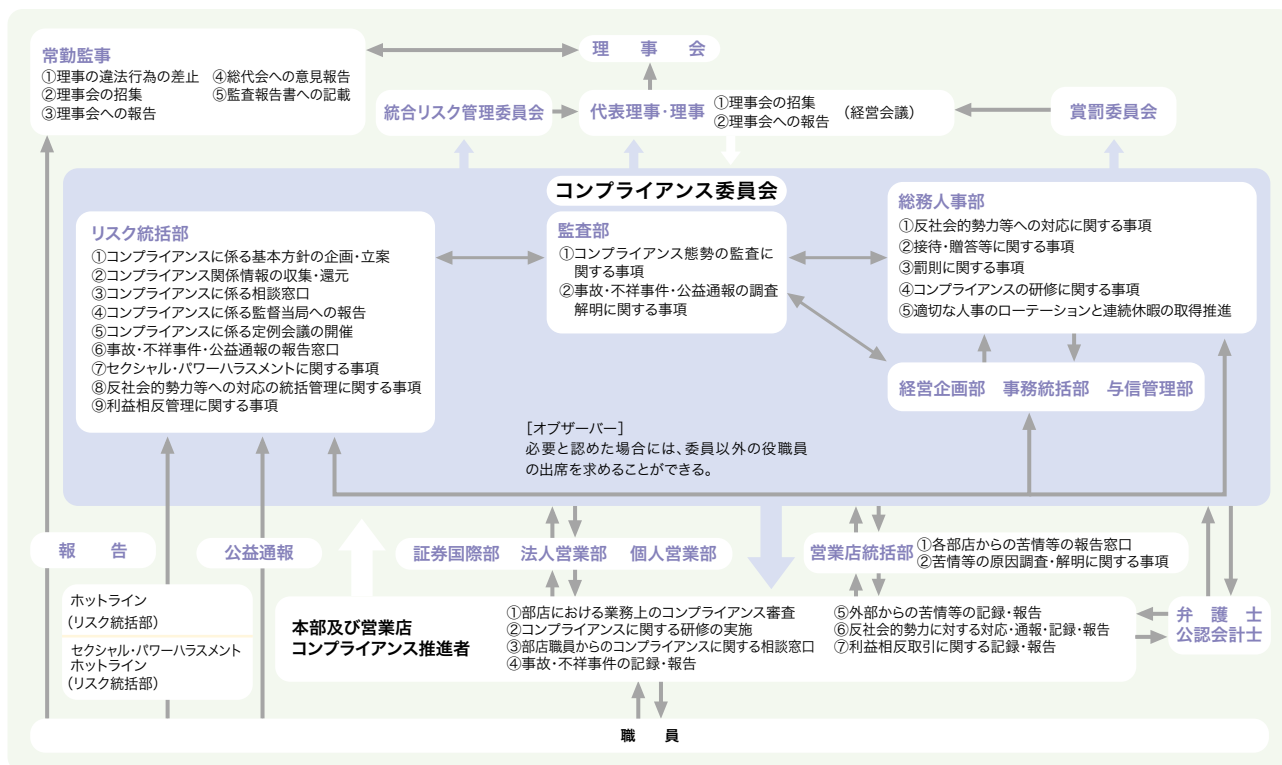 常勤監事
①理事の違法行為の差止 ④総代会への意見報告
②理事会の招集 ⑤監査報告書への記載
③理事会への報告
理 事 会
統合リスク管理委員会
代表理事・理事
①理事会の招集
②理事会への報告
(経営会議)
賞罰委員会
コンプライアンス委員会
リスク統括部
①コンプライアンスに係る基本方針の企画・立案
②コンプライアンス関係情報の収集・還元
③コンプライアンスに係る相談窓口
④コンプライアンスに係る監督当局への報告
⑤コンプライアンスに係る定例会議の開催
⑥事故・不祥事件・公益通報の報告窓口
⑦セクシャル・パワーハラスメントに関する事項
⑧反社会的勢力等への対応の統括管理に関する事項
⑨利益相反管理に関する事項
監査部
①コンプライアンス態勢の監査に
関する事項
②事故・不祥事件・公益通報の調査
解明に関する事項
総務人事部
①反社会的勢力等への対応に関する事項
②接待・贈答等に関する事項
③罰則に関する事項
④コンプライアンスの研修に関する事項
⑤適切な人事のローテーションと連続休暇の取得推進
経営企画部 事務統括部 与信管理部
[オブザーバー]
必要と認めた場合には、委員以外の役職員
の出席を求めることができる。
報 告
公益通報
証券国際部 法人営業部 個人営業部
営業店統括部
①各部店からの苦情等の報告窓口
②苦情等の原因調査・解明に関する事項
ホットライン
(リスク統括部)
セクシャル・パワーハラスメント
ホットライン
(リスク統括部)
本部及び営業店
コンプライアンス推進者
①部店における業務上のコンプライアンス審査
②コンプライアンスに関する研修の実施
③部店職員からのコンプライアンスに関する相談窓口
④事故・不祥事件の記録・報告
⑤外部からの苦情等の記録・報告
⑥反社会的勢力に対する対応・通報・記録・報告
⑦利益相反取引に関する記録・報告
弁 護 士
公認会計士
職 員